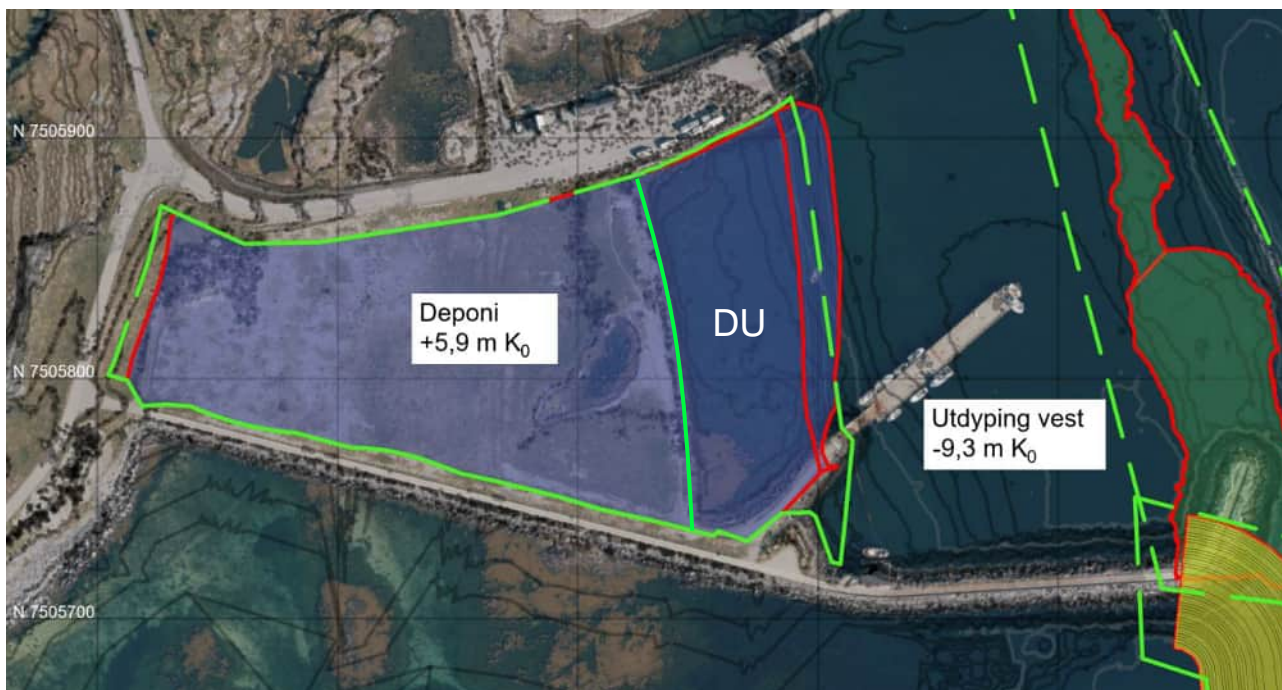 N 7505900
DU
Deponi
+5,9 m K₀
N 7505800
Utdyping vest
-9,3 m K₀
N 7505700